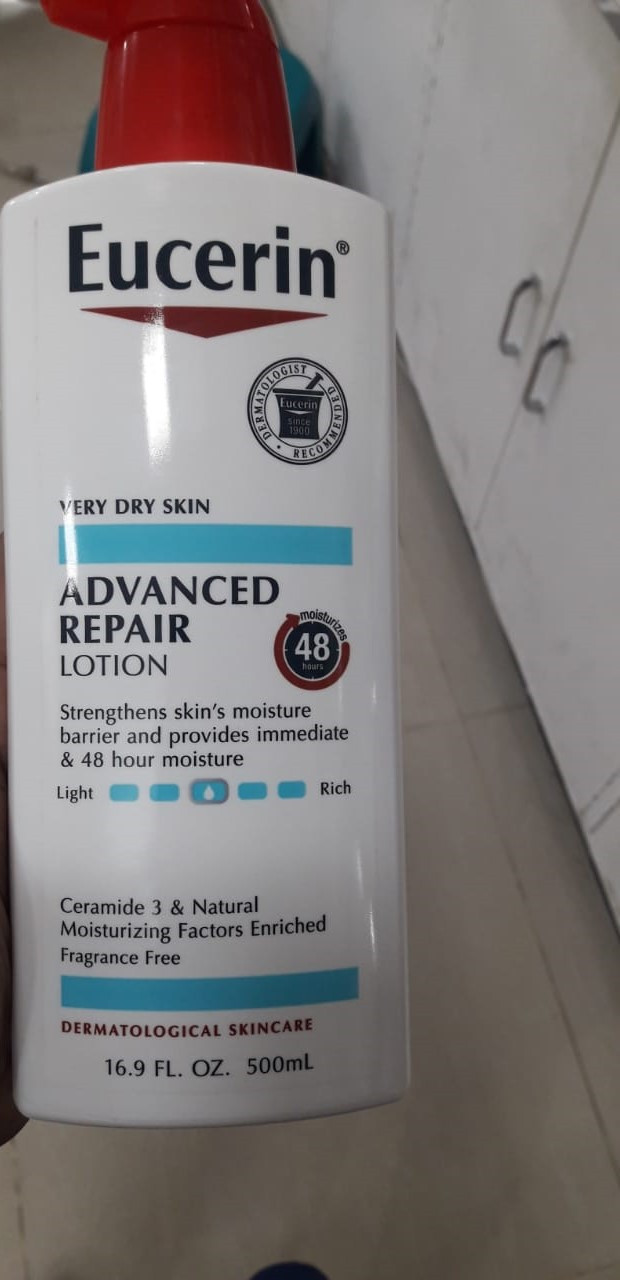 Eucerin®
DERMATOLOGIST RECOMMENDED
Eucerin
since
1900
VERY DRY SKIN
ADVANCED
REPAIR
LOTION
moisturizes
48
hours
Strengthens skin's moisture
barrier and provides immediate
& 48 hour moisture
Light Rich
Ceramide 3 & Natural
Moisturizing Factors Enriched
Fragrance Free
DERMATOLOGICAL SKINCARE
16.9 FL. OZ. 500mL